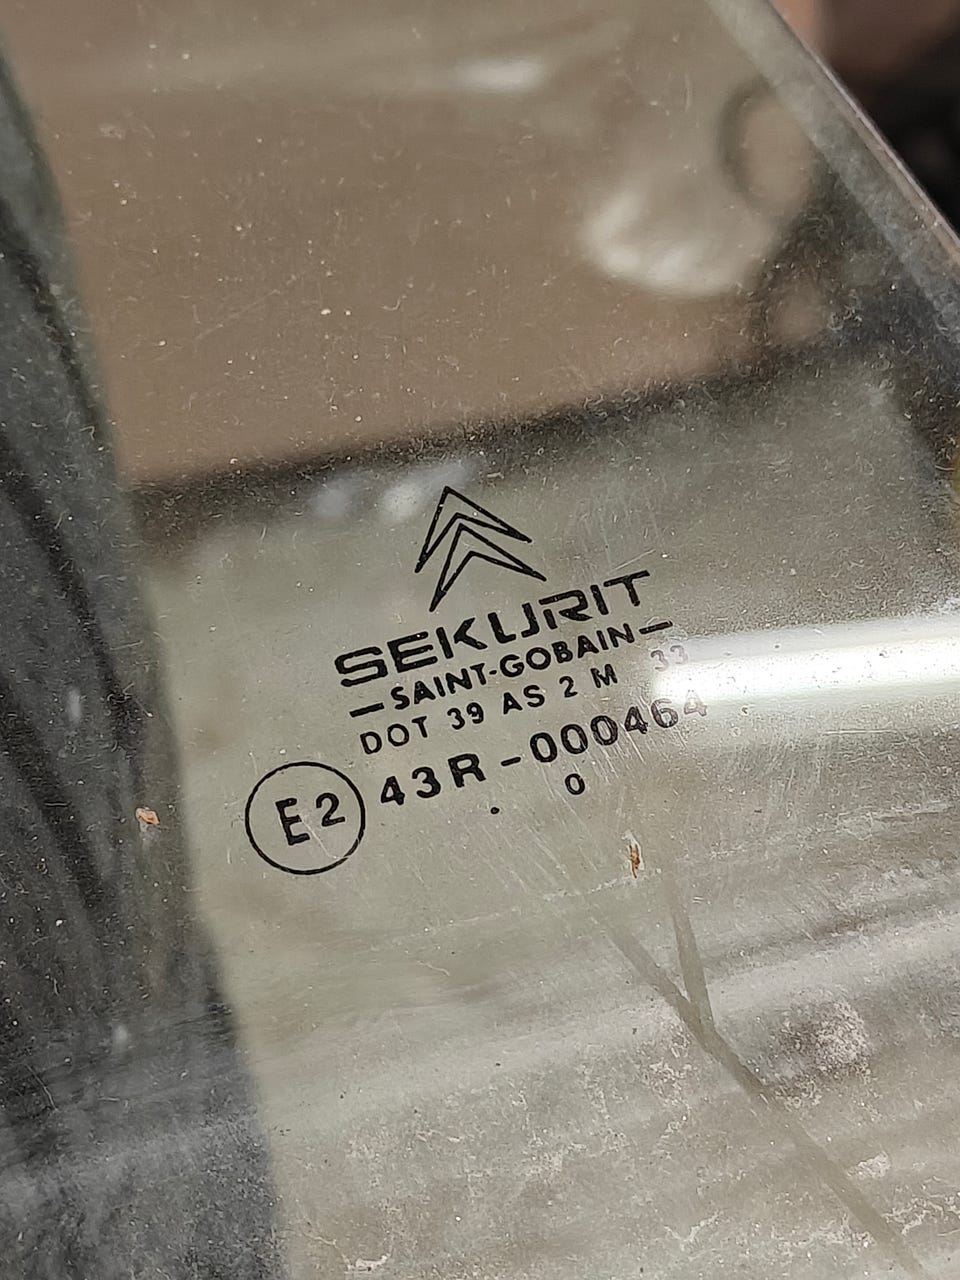 SEKURIT
—SAINT-GOBAIN—
DOT 39 AS 2 M 33
E2 43R-000464
. 0